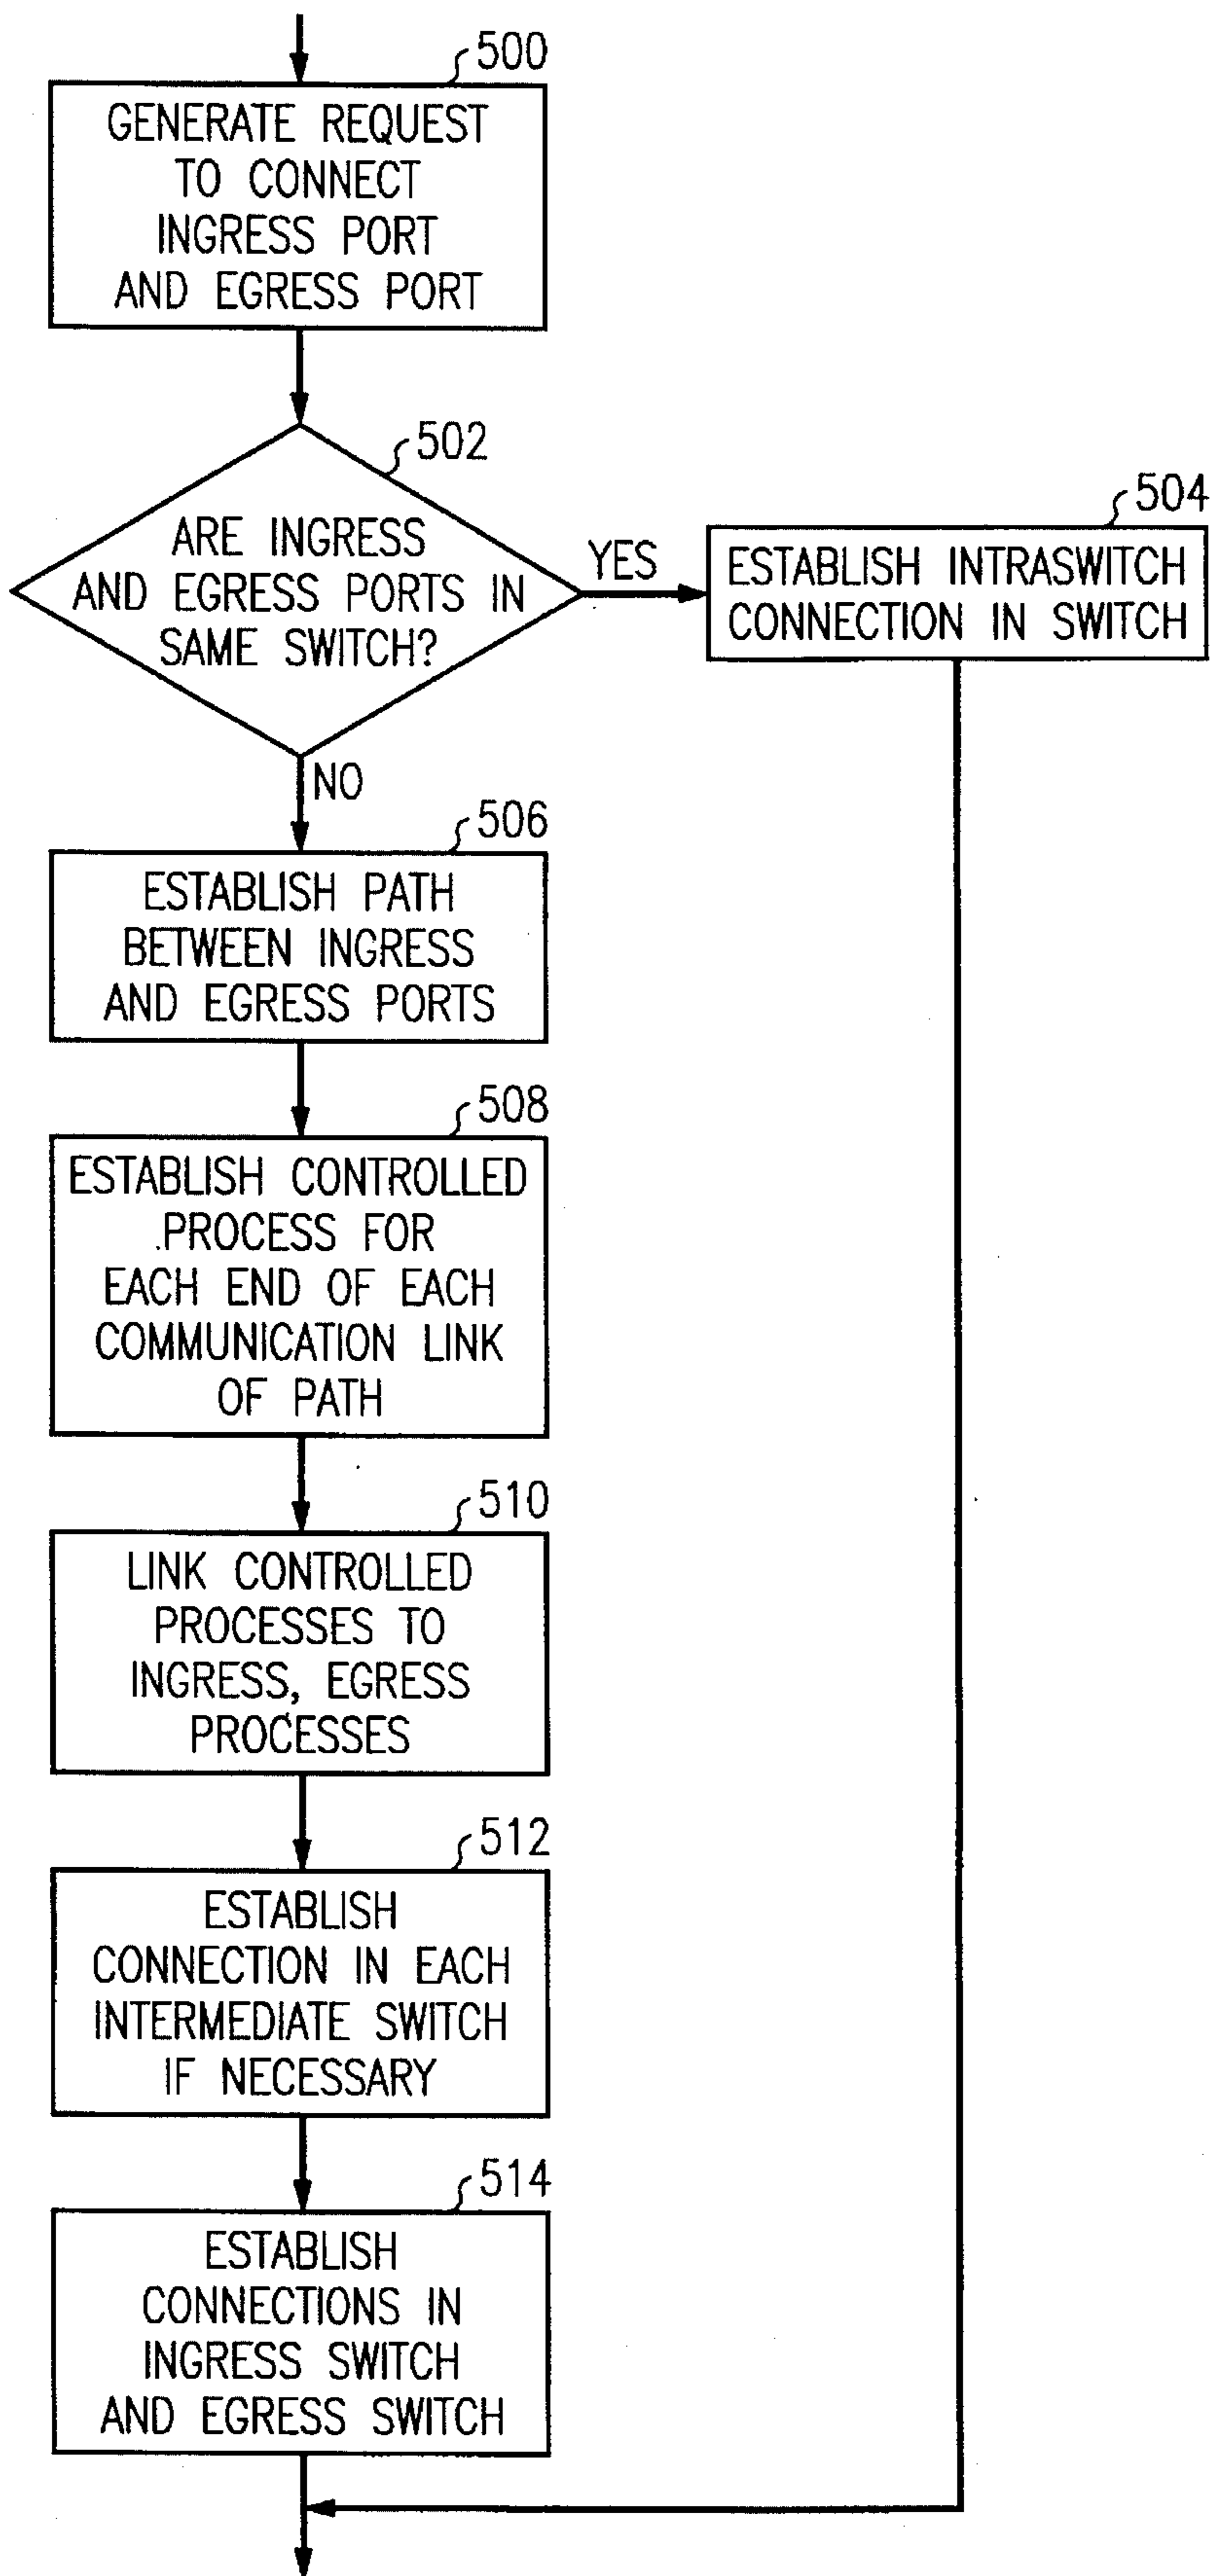 500
GENERATE REQUEST
TO CONNECT
INGRESS PORT
AND EGRESS PORT
502
ARE INGRESS
AND EGRESS PORTS IN
SAME SWITCH?
YES
504
ESTABLISH INTRASWITCH
CONNECTION IN SWITCH
NO
506
ESTABLISH PATH
BETWEEN INGRESS
AND EGRESS PORTS
508
ESTABLISH CONTROLLED
PROCESS FOR
EACH END OF EACH
COMMUNICATION LINK
OF PATH
510
LINK CONTROLLED
PROCESSES TO
INGRESS, EGRESS
PROCESSES
512
ESTABLISH
CONNECTION IN EACH
INTERMEDIATE SWITCH
IF NECESSARY
514
ESTABLISH
CONNECTIONS IN
INGRESS SWITCH
AND EGRESS SWITCH